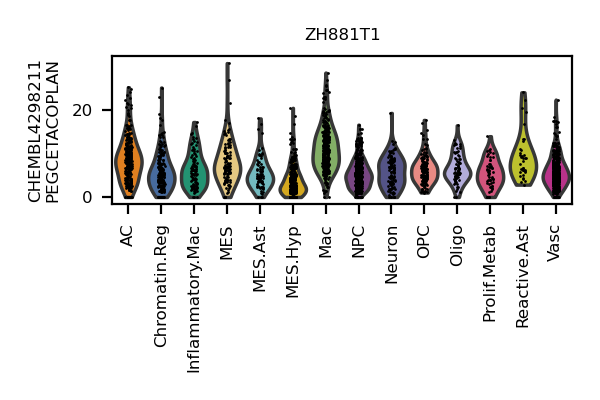 ZH881T1
CHEMBL4298211
PEGCETACOPLAN
20
0
AC
Chromatin.Reg
Inflammatory.Mac
MES
MES.Ast
MES.Hyp
Mac
NPC
Neuron
OPC
Oligo
Prolif.Metab
Reactive.Ast
Vasc